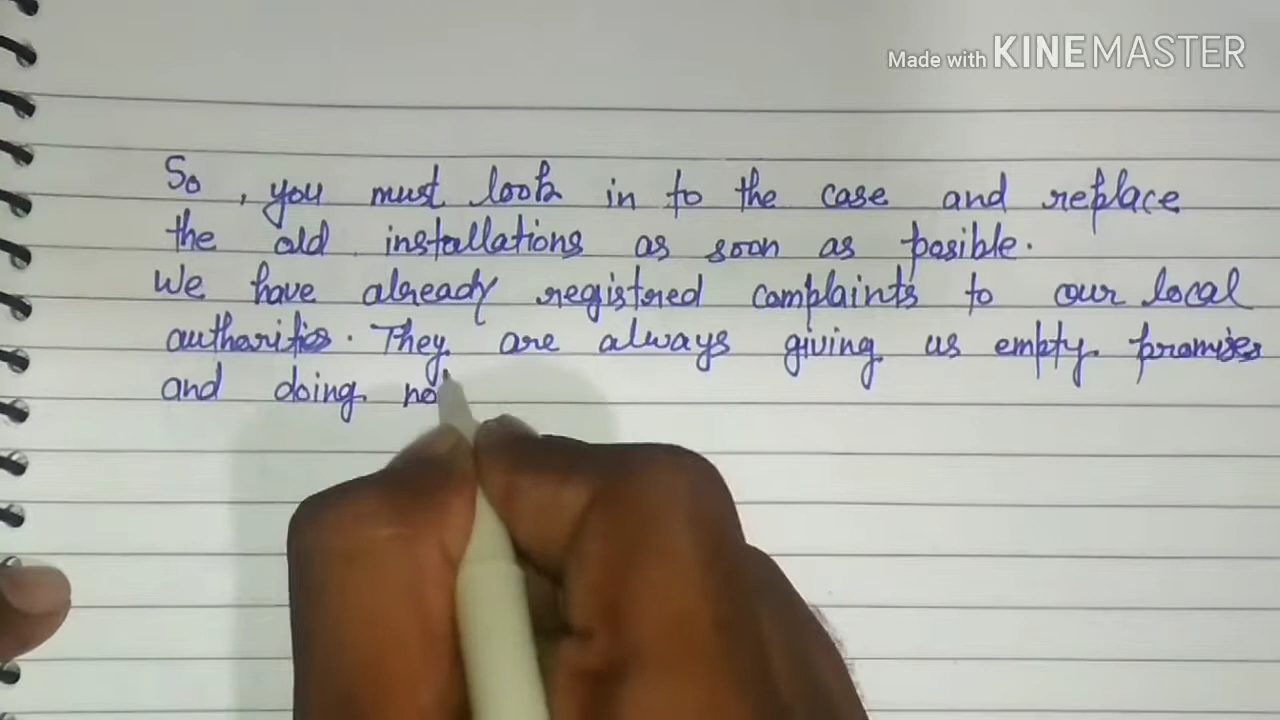 Made with KINEMASTER
So, you must look in to the case and replace
the old installations as soon as posible.
We have already registred complaints to our local
autharities. They are always giving us empty promises
and doing no